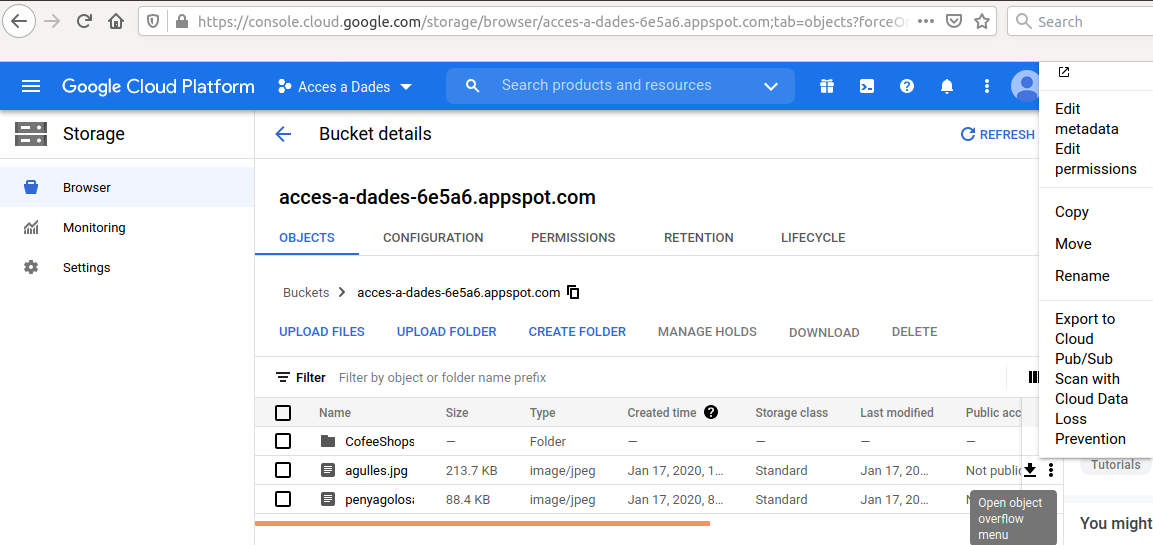 https://console.cloud.google.com/storage/browser/acces-a-dades-6e5a6.appspot.com;tab=objects?forceO
Search
Google Cloud Platform
Acces a Dades
Search products and resources
Storage
Bucket details
REFRESH
Browser
Monitoring
Settings
acces-a-dades-6e5a6.appspot.com
OBJECTS CONFIGURATION PERMISSIONS RETENTION LIFECYCLE
Buckets acces-a-dades-6e5a6.appspot.com
UPLOAD FILES UPLOAD FOLDER CREATE FOLDER MANAGE HOLDS DOWNLOAD DELETE
Filter Filter by object or folder name prefix
Name Size Type Created time Storage class Last modified Public acc
CofeeShops — Folder — — — —
agulles.jpg 213.7 KB image/jpeg Jan 17, 2020, 1... Standard Jan 17, 20... Not public
penyagolosa 88.4 KB image/jpeg Jan 17, 2020, 8... Standard Jan 17, 20...
Open object
overflow
menu
Edit
metadata
Edit
permissions
Copy
Move
Rename
Export to
Cloud
Pub/Sub
Scan with
Cloud Data
Loss
Prevention
Tutorials
You might